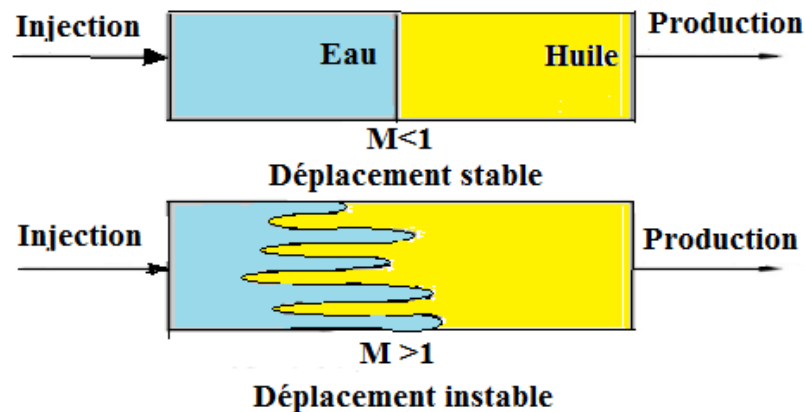 Injection
Production
Eau
Huile
M<1
Déplacement stable
Injection
Production
M >1
Déplacement instable